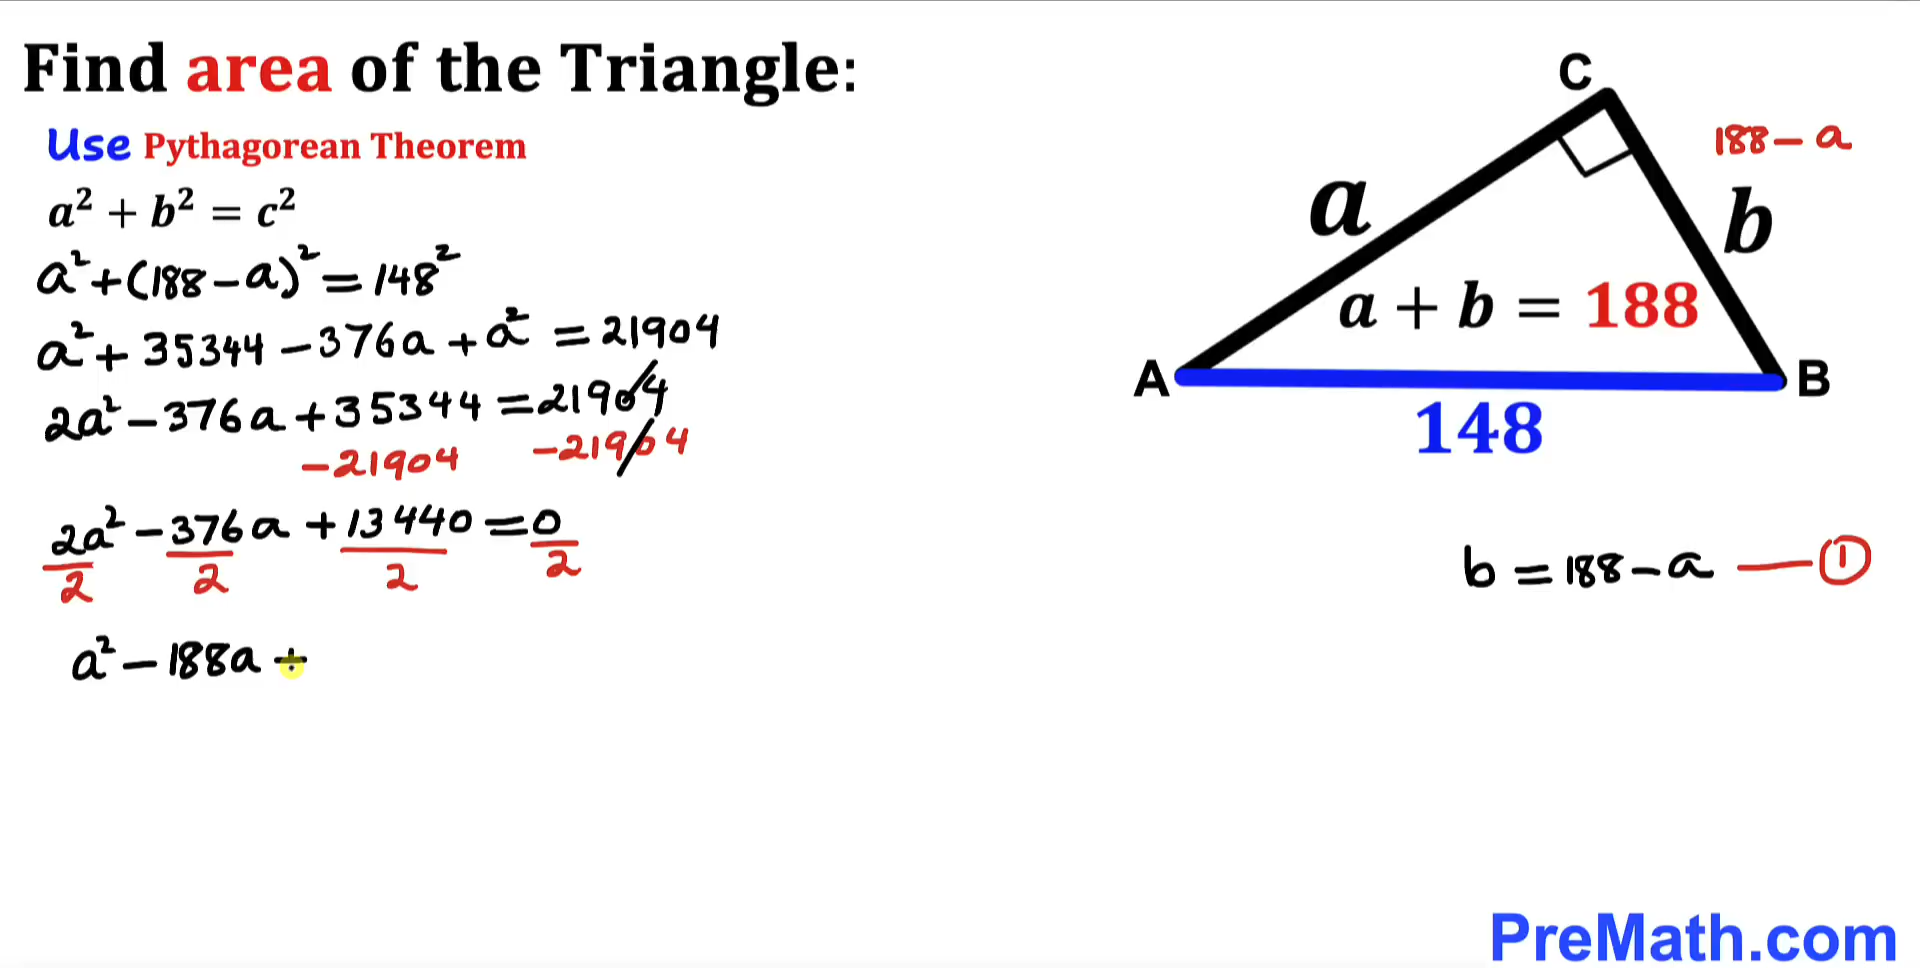 Find area of the Triangle:
Use Pythagorean Theorem
a² + b² = c²
a² + (188 - a)² = 148²
a² + 35344 - 376a + a² = 21904
2a² - 376a + 35344 = 21904
-21904 -21904
2a² - 376a + 13440 = 0
2 2 2 2
a² - 188a +
C
188 - a
a
b
a + b = 188
A
B
148
b = 188 - a — ①
PreMath.com